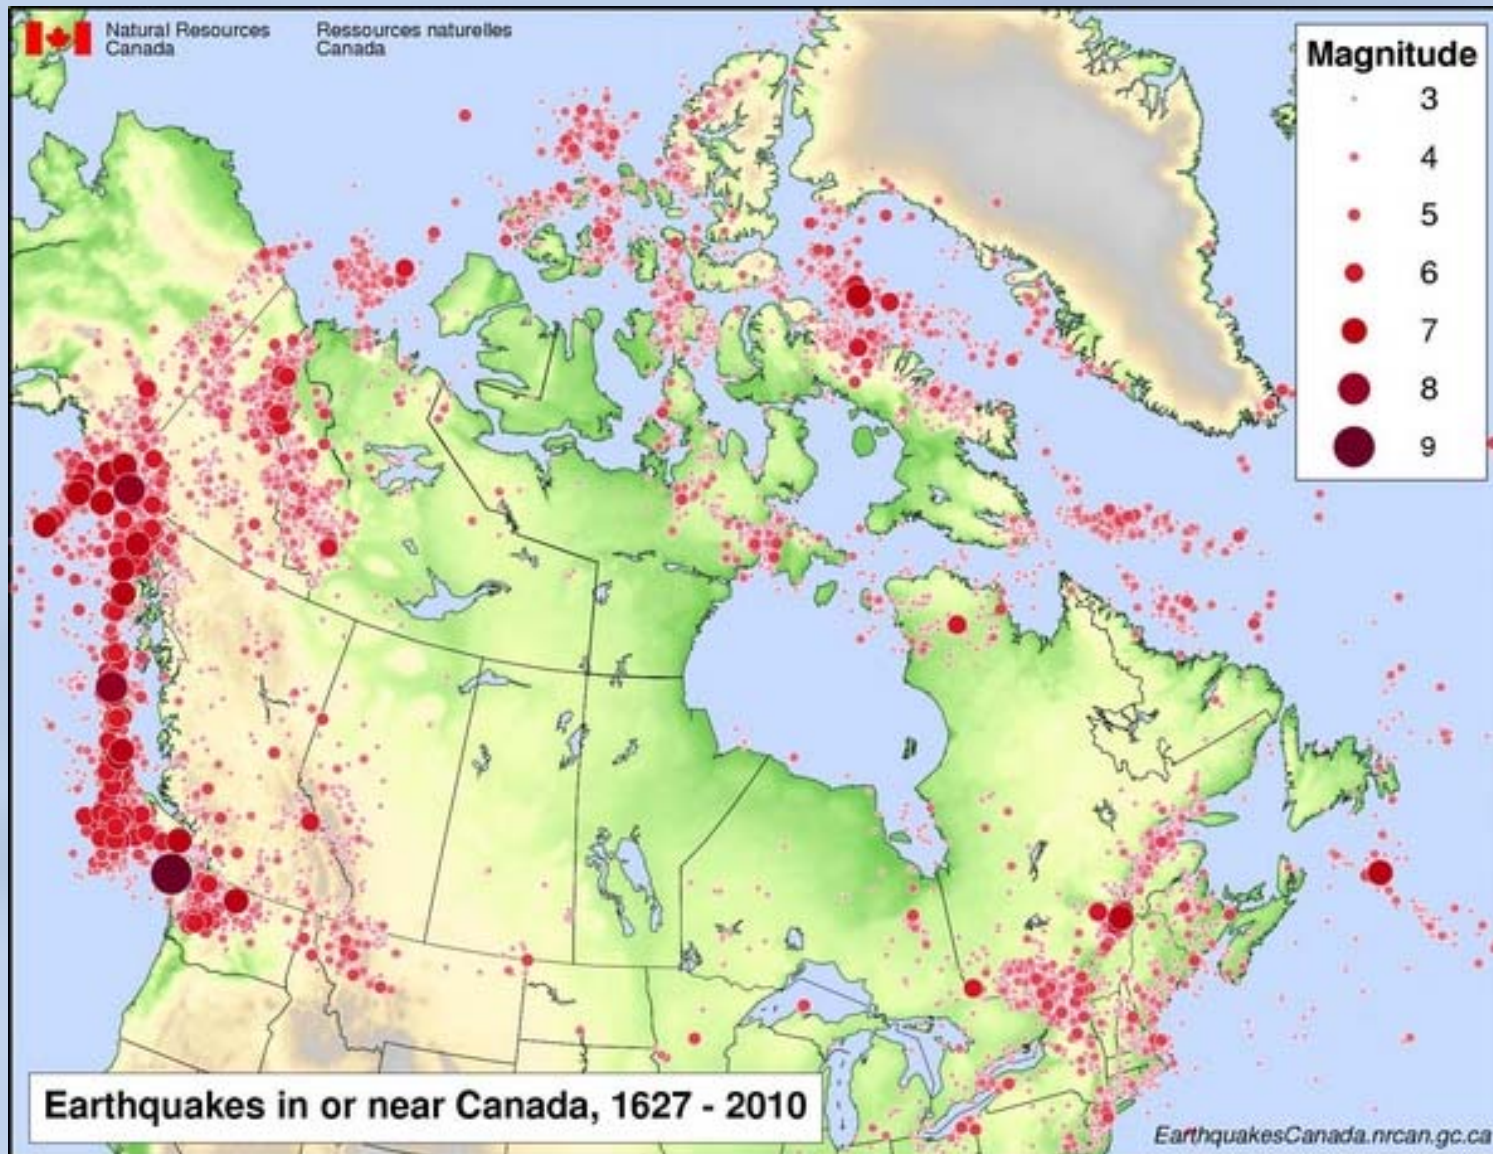 Natural Resources
Canada
Ressources naturelles
Canada
Magnitude
3
4
5
6
7
8
9
Earthquakes in or near Canada, 1627 - 2010
EarthquakesCanada.nrcan.gc.ca